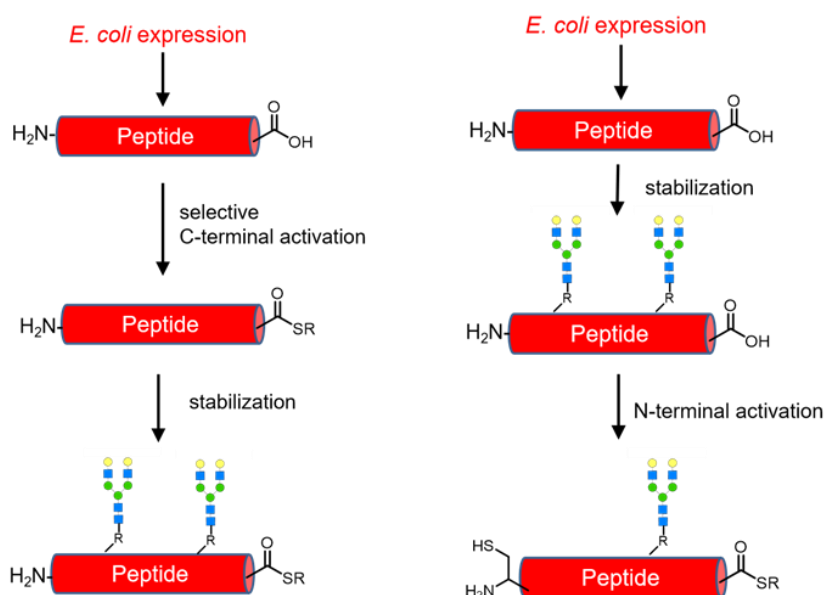 E. coli expression
H₂N-
Peptide
O
OH
selective
C-terminal activation
H₂N-
Peptide
O
SR
stabilization
R
R
H₂N-
Peptide
O
SR
E. coli expression
H₂N-
Peptide
O
OH
stabilization
R
R
H₂N-
Peptide
O
OH
N-terminal activation
R
HS
H₂N
Peptide
O
SR